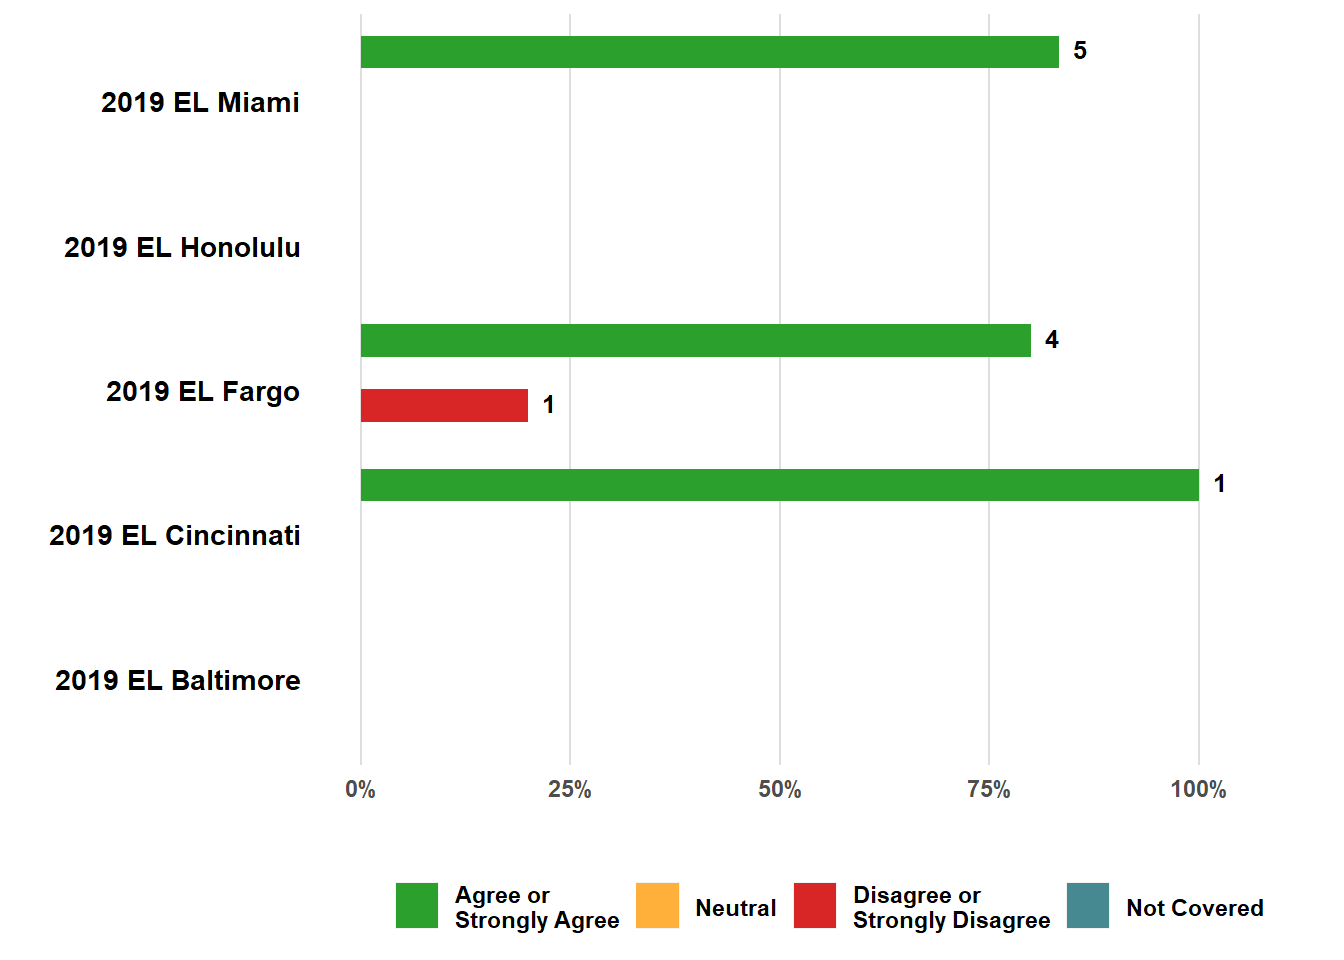 5
2019 EL Miami
2019 EL Honolulu
4
2019 EL Fargo
1
1
2019 EL Cincinnati
2019 EL Baltimore
0% 25% 50% 75% 100%
Agree or
Strongly Agree
Neutral
Disagree or
Strongly Disagree
Not Covered